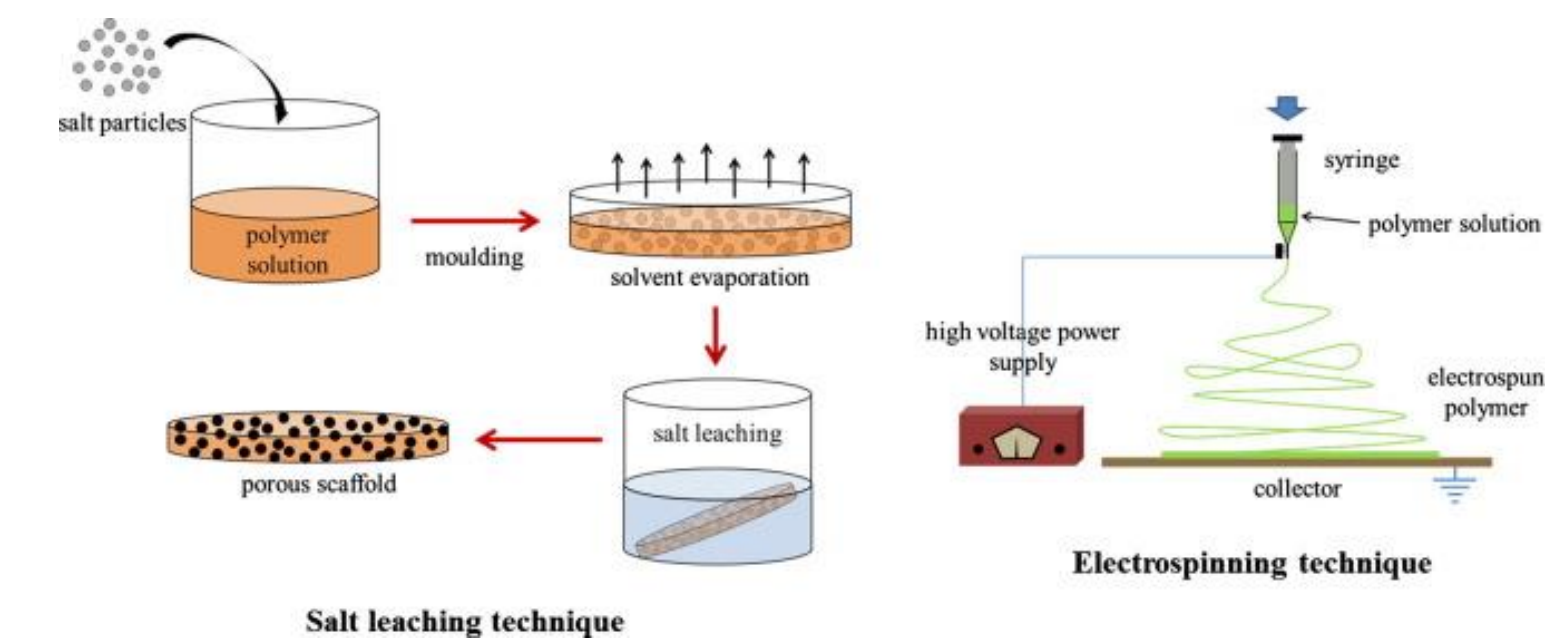 salt particles
polymer
solution
moulding
solvent evaporation
salt leaching
porous scaffold
Salt leaching technique
syringe
polymer solution
high voltage power
supply
electrospun
polymer
collector
Electrospinning technique